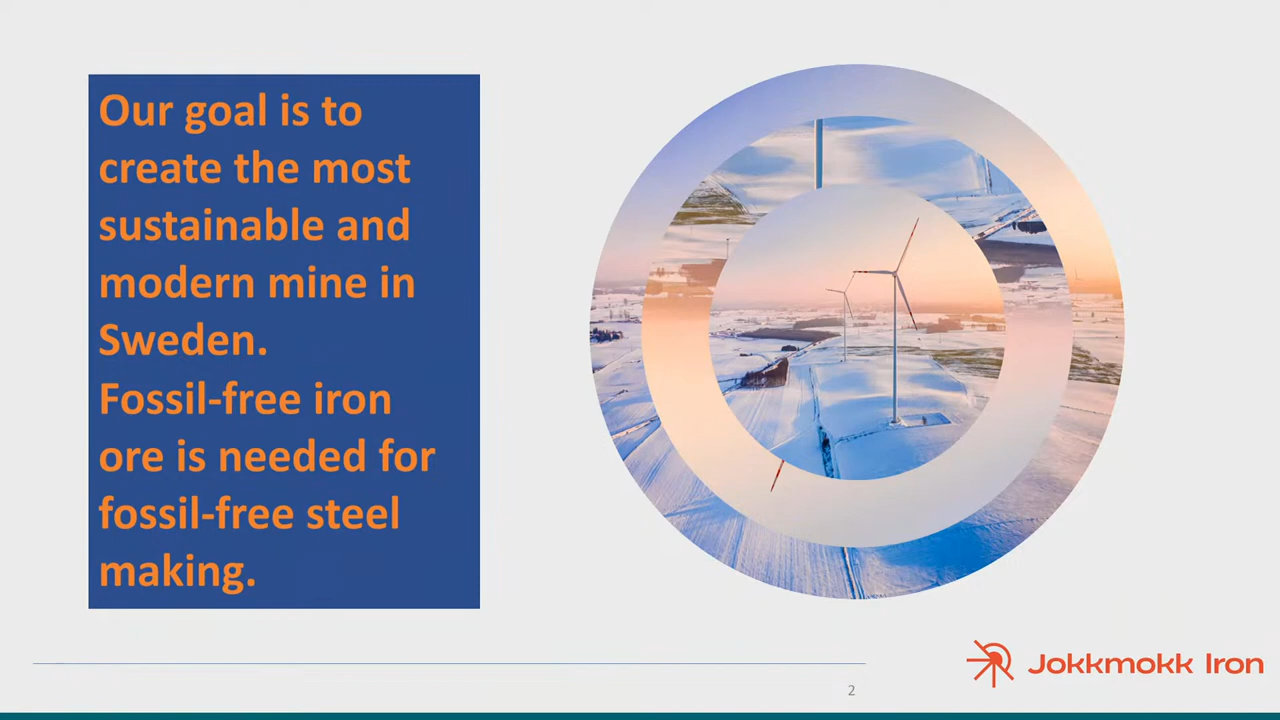 Our goal is to
create the most
sustainable and
modern mine in
Sweden.
Fossil-free iron
ore is needed for
fossil-free steel
making.
Jokkmokk Iron
2